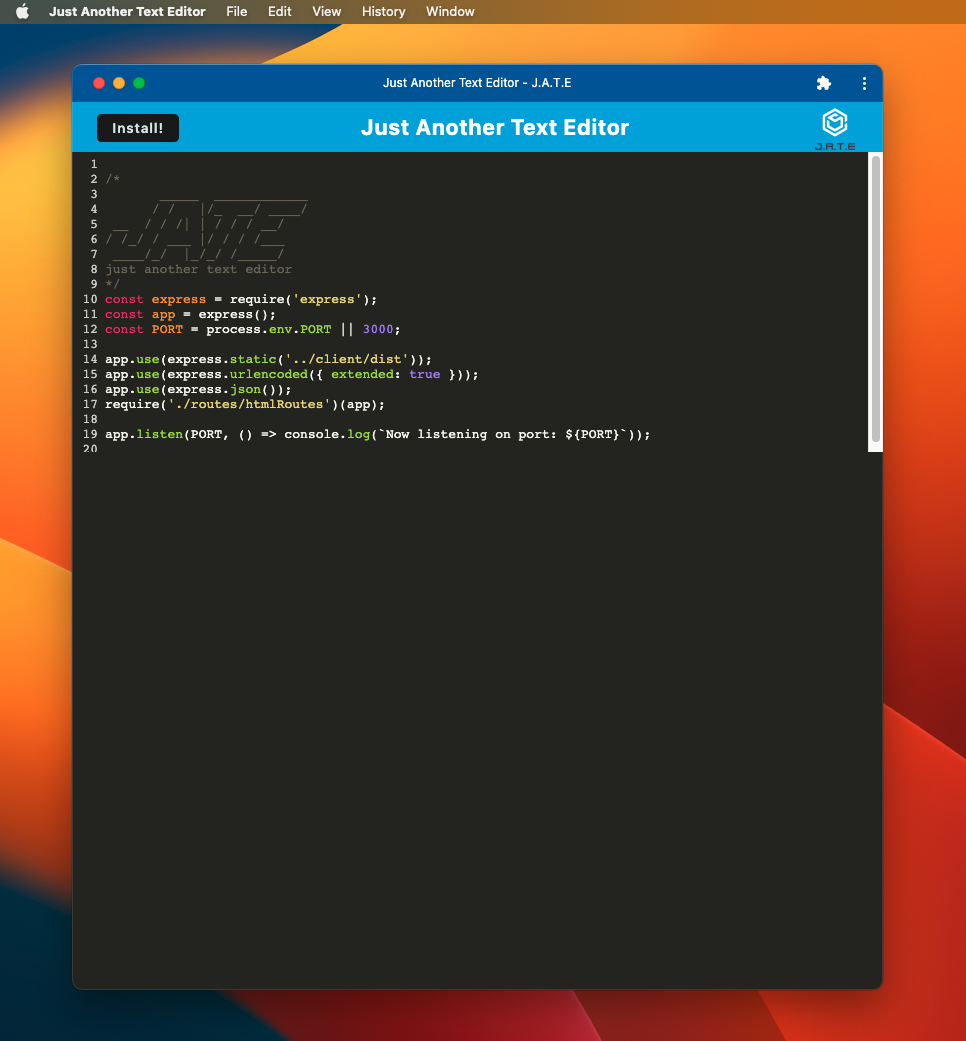 Just Another Text Editor File Edit View History Window
Just Another Text Editor - J.A.T.E
Install!
Just Another Text Editor
J.A.T.E
1
2 /*
3        ______  ____________
4       / /   |/_  __/ ____/
5  __  / / /| | / / / __/
6 / /_/ / ___ |/ / / /___
7  ____/_/  |_/_/ /_____/
8 just another text editor
9 */
10 const express = require('express');
11 const app = express();
12 const PORT = process.env.PORT || 3000;
13
14 app.use(express.static('../client/dist'));
15 app.use(express.urlencoded({ extended: true }));
16 app.use(express.json());
17 require('./routes/htmlRoutes')(app);
18
19 app.listen(PORT, () => console.log(`Now listening on port: ${PORT}`));
20